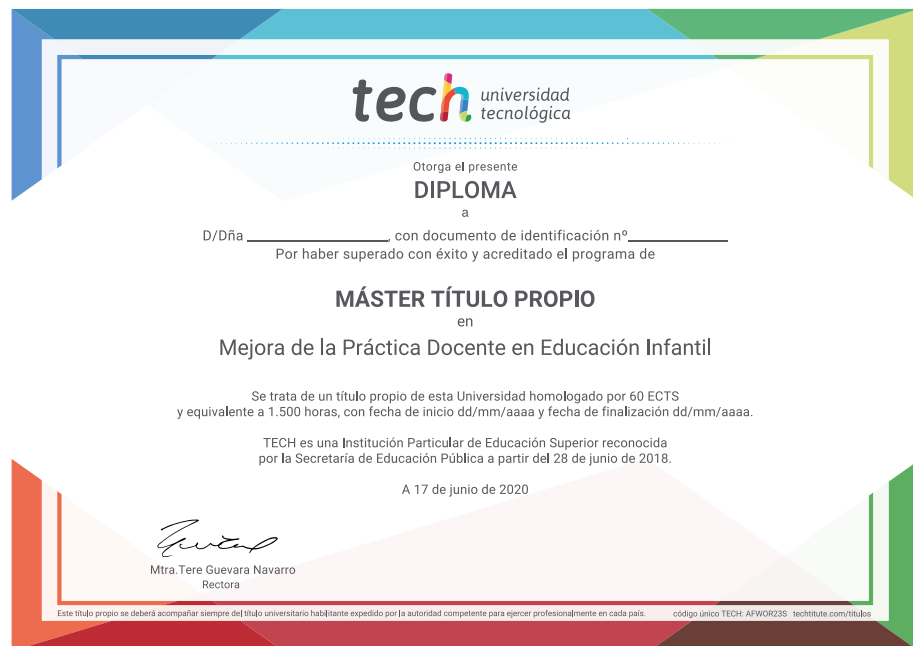 tech universidad
tecnológica
Otorga el presente
DIPLOMA
a
D/Dña ______________, con documento de identificación nº__________
Por haber superado con éxito y acreditado el programa de
MÁSTER TÍTULO PROPIO
en
Mejora de la Práctica Docente en Educación Infantil
Se trata de un título propio de esta Universidad homologado por 60 ECTS
y equivalente a 1.500 horas, con fecha de inicio dd/mm/aaaa y fecha de finalización dd/mm/aaaa.
TECH es una Institución Particular de Educación Superior reconocida
por la Secretaría de Educación Pública a partir del 28 de junio de 2018.
A 17 de junio de 2020
Mtra.Tere Guevara Navarro
Rectora
Este título propio se deberá acompañar siempre del título universitario habilitante expedido por la autoridad competente para ejercer profesionalmente en cada país. código único TECH: AFWOR23S techtitute.com/titulos